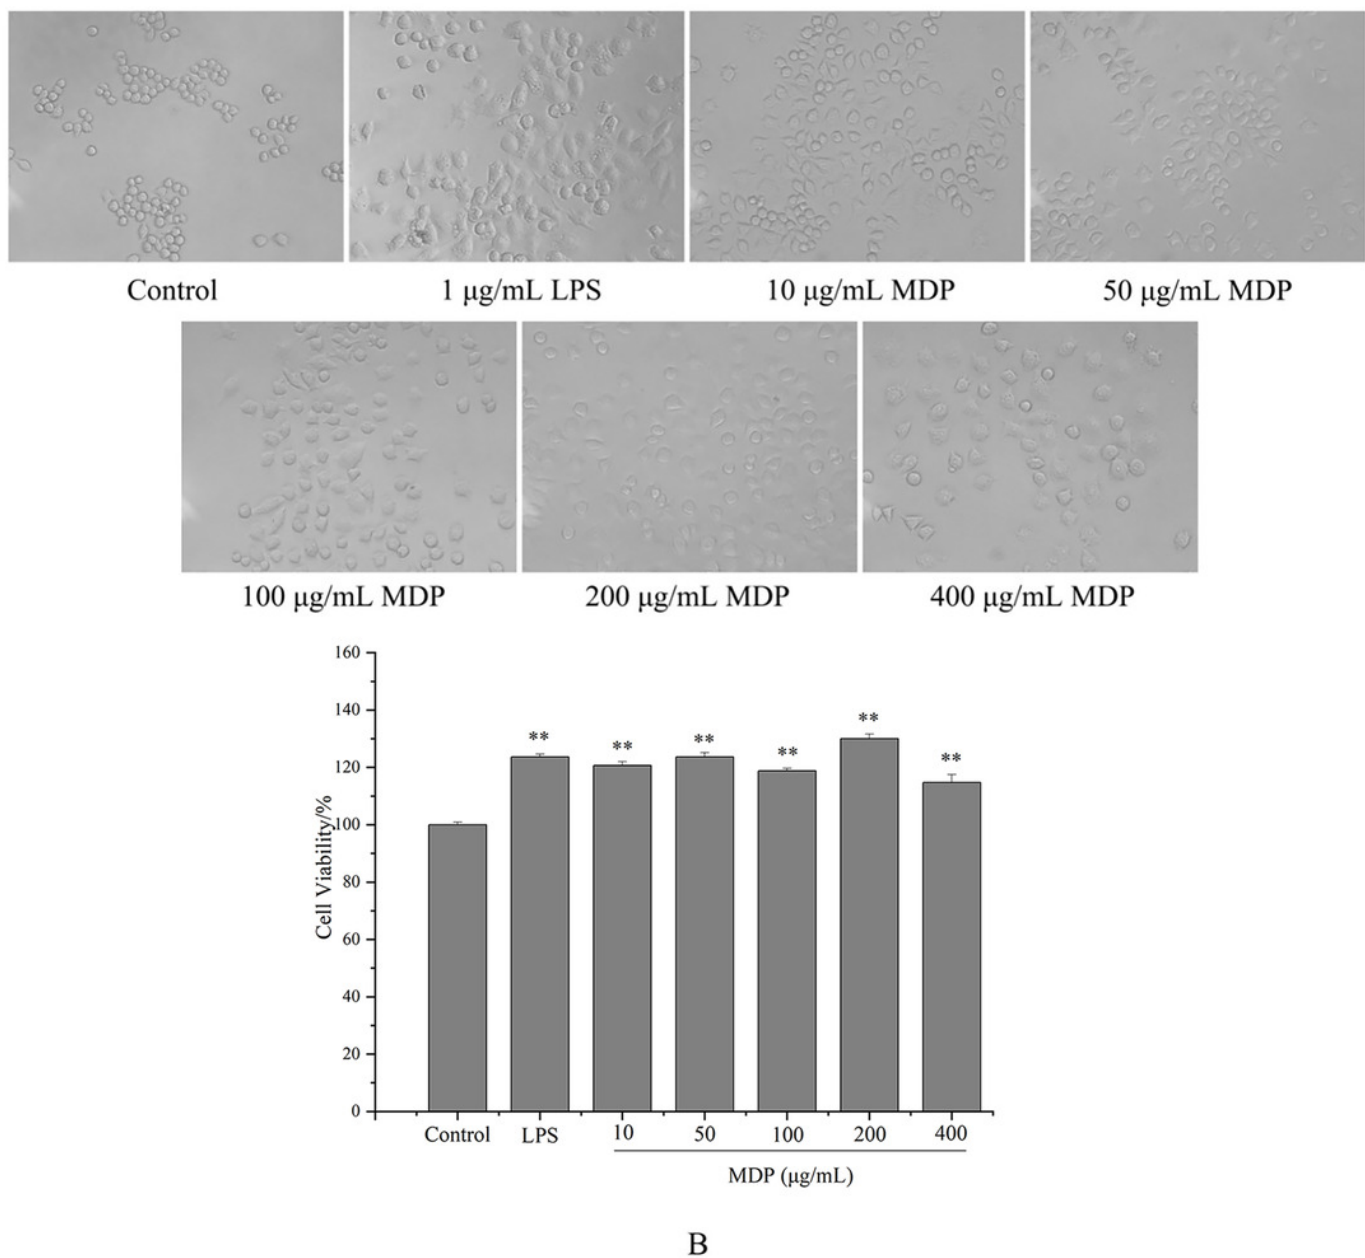 Control
1 μg/mL LPS
10 μg/mL MDP
50 μg/mL MDP
100 μg/mL MDP
200 μg/mL MDP
400 μg/mL MDP
160
140
120
100
80
60
40
20
0
Cell Viability/%
**
**
**
**
**
**
Control LPS 10 50 100 200 400
MDP (μg/mL)
B